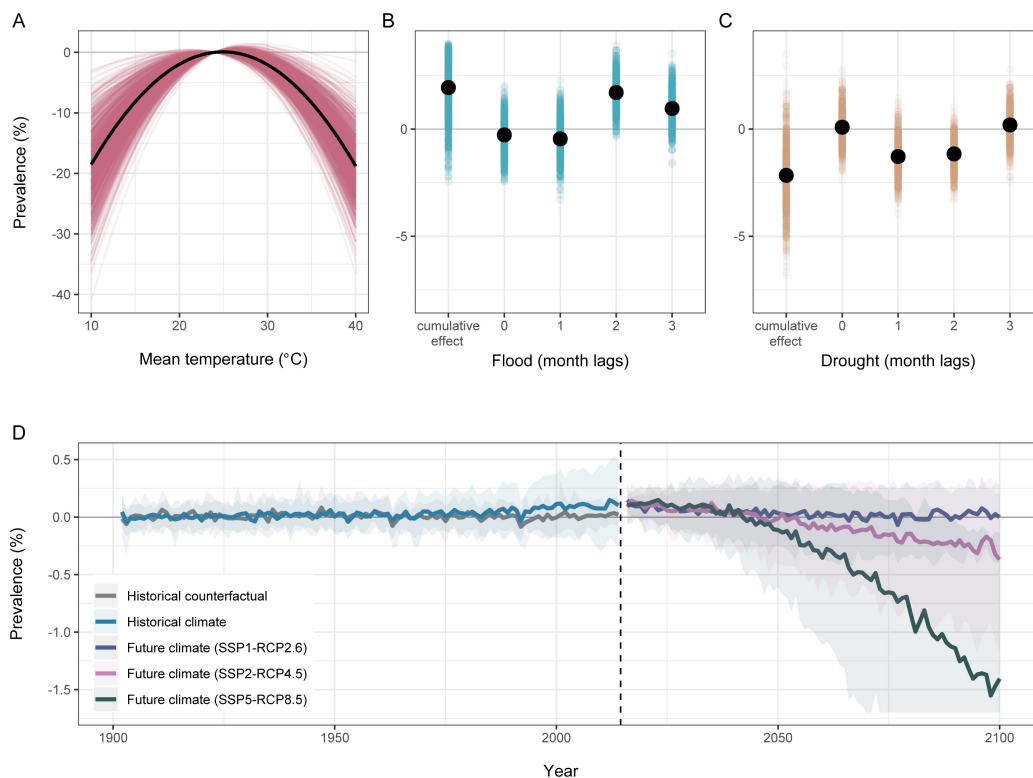 A
B
C
0
-10
-20
-30
-40
Prevalence (%)
10
20
30
40
Mean temperature (°C)
0
-5
cumulative
effect
0
1
2
3
Flood (month lags)
0
-5
cumulative
effect
0
1
2
3
Drought (month lags)
D
0.5
0.0
-0.5
-1.0
-1.5
Prevalence (%)
Historical counterfactual
Historical climate
Future climate (SSP1-RCP2.6)
Future climate (SSP2-RCP4.5)
Future climate (SSP5-RCP8.5)
1900
1950
2000
2050
2100
Year